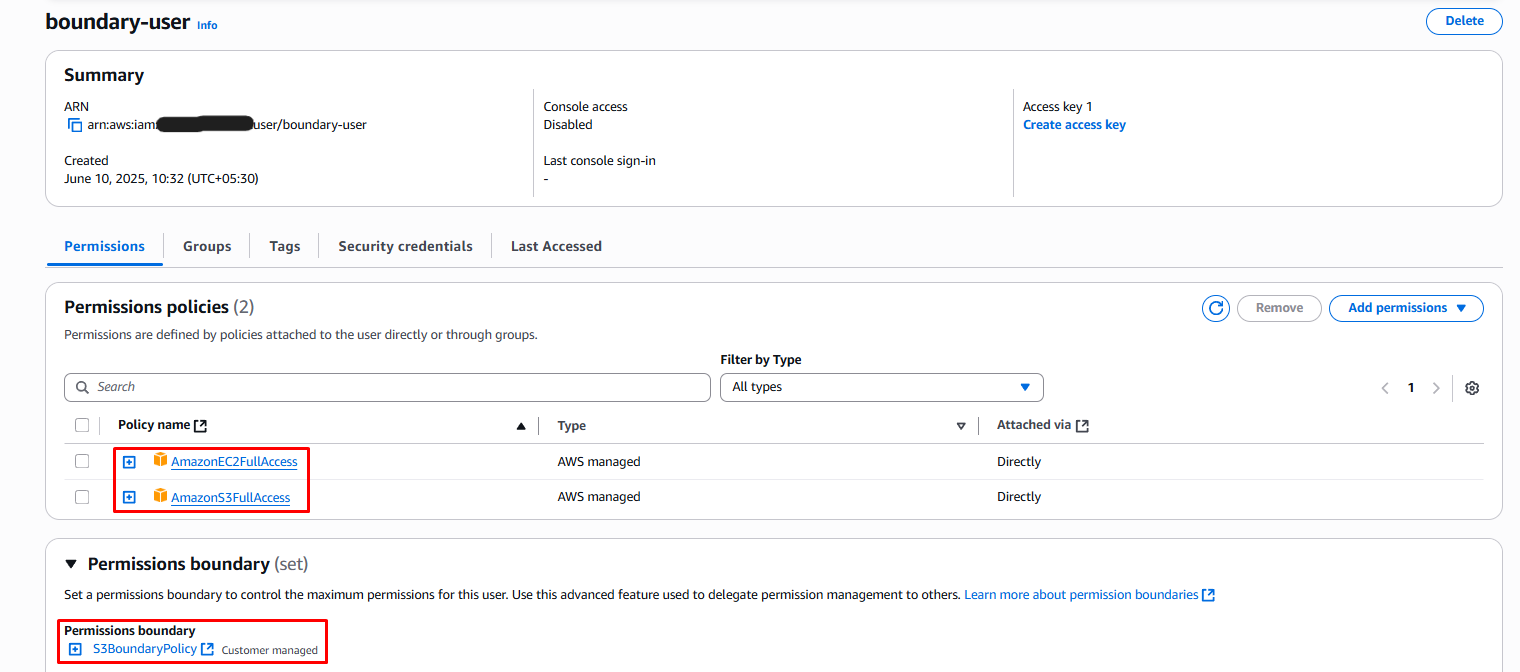 boundary-user Info
Delete
Summary
ARN
arn:aws:iam: user/boundary-user
Created
June 10, 2025, 10:32 (UTC+05:30)
Console access
Disabled
Last console sign-in
-
Access key 1
Create access key
Permissions Groups Tags Security credentials Last Accessed
Permissions policies (2)
Remove
Add permissions
Permissions are defined by policies attached to the user directly or through groups.
Filter by Type
Search
All types
1
Policy name Type Attached via
AmazonEC2FullAccess AWS managed Directly
AmazonS3FullAccess AWS managed Directly
Permissions boundary (set)
Set a permissions boundary to control the maximum permissions for this user. Use this advanced feature used to delegate permission management to others. Learn more about permission boundaries
Permissions boundary
S3BoundaryPolicy Customer managed